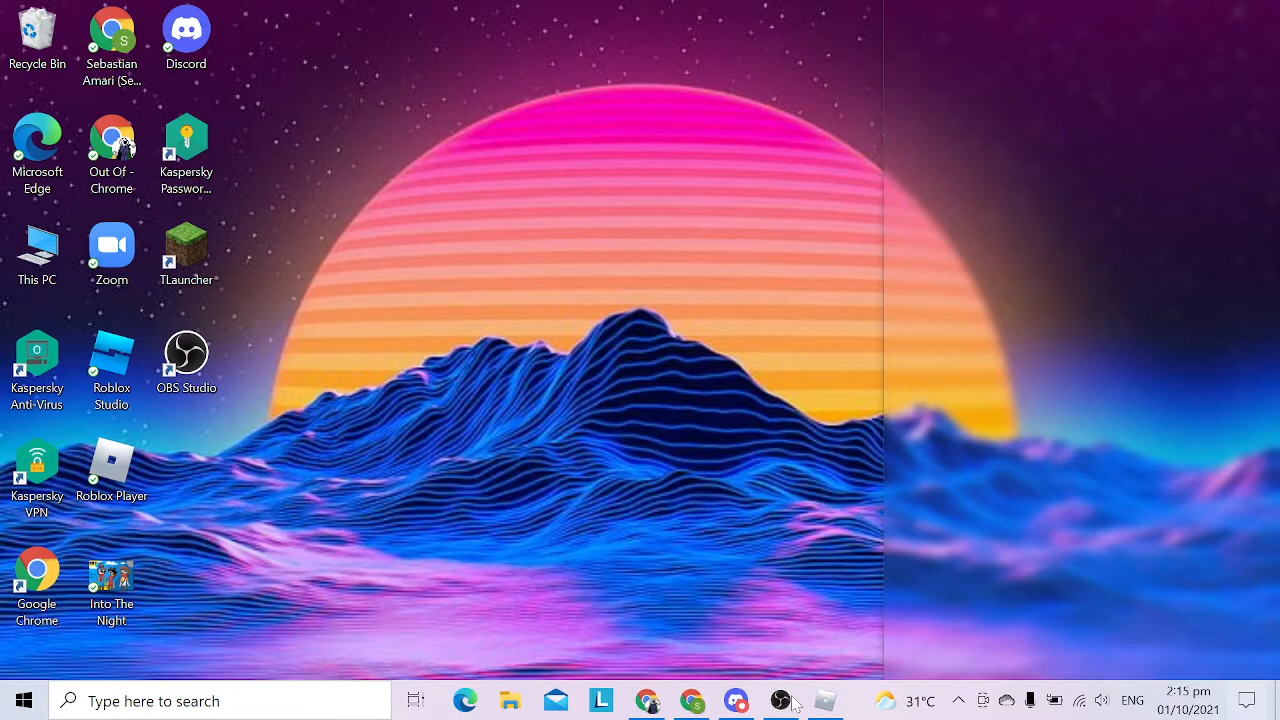 Recycle Bin
Sebastian
Amari (Se...
Discord
Microsoft
Edge
Out Of -
Chrome
Kaspersky
Passwor...
This PC
Zoom
TLauncher
Kaspersky
Anti-Virus
Roblox
Studio
OBS Studio
Kaspersky
VPN
Roblox Player
Google
Chrome
Into The
Night
Type here to search
L
S
S
31°C
ENG
2:15 pm
01/10/2021